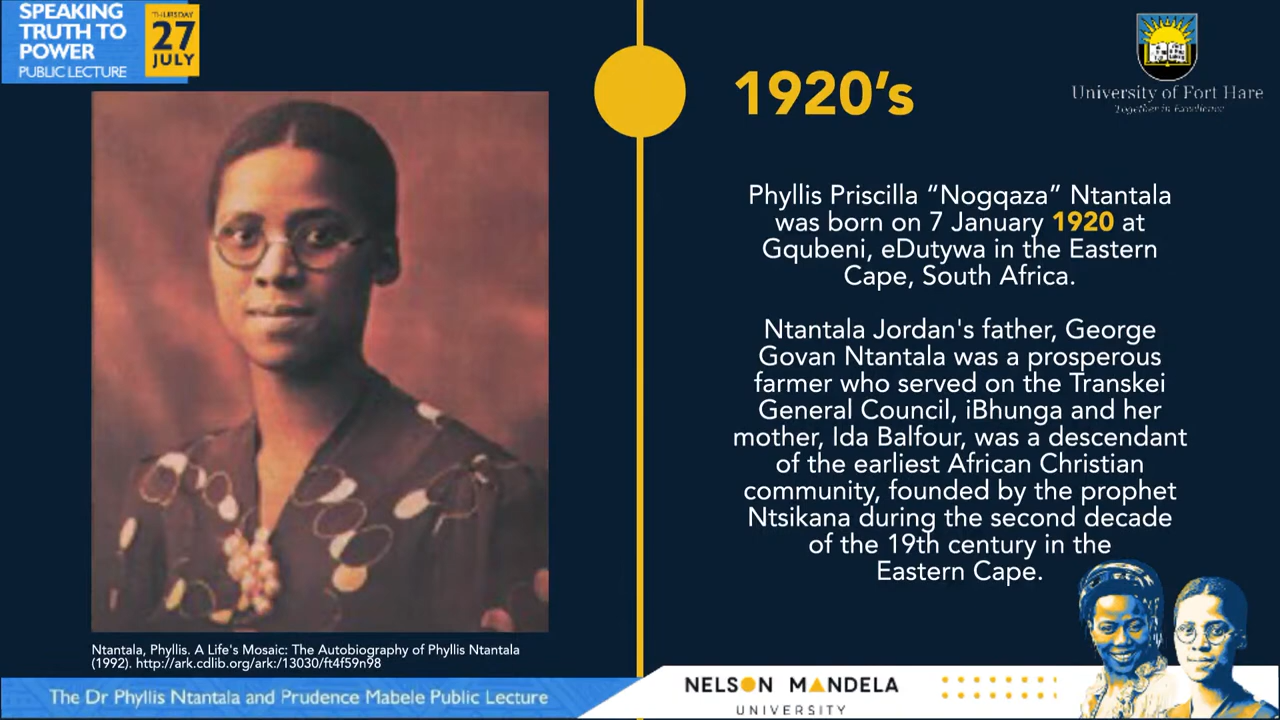 SPEAKING
TRUTH TO
POWER
PUBLIC LECTURE
THURSDAY
27
JULY
1920’s
University of Fort Hare
Together in Excellence
Phyllis Priscilla “Nogqaza” Ntantala
was born on 7 January 1920 at
Gqubeni, eDutywa in the Eastern
Cape, South Africa.
Ntantala Jordan's father, George
Govan Ntantala was a prosperous
farmer who served on the Transkei
General Council, iBhunga and her
mother, Ida Balfour, was a descendant
of the earliest African Christian
community, founded by the prophet
Ntsikana during the second decade
of the 19th century in the
Eastern Cape.
Ntantala, Phyllis. A Life's Mosaic: The Autobiography of Phyllis Ntantala
(1992). http://ark.cdlib.org/ark:/13030/ft4f59n98
The Dr Phyllis Ntantala and Prudence Mabele Public Lecture
NELSON MANDELA
UNIVERSITY